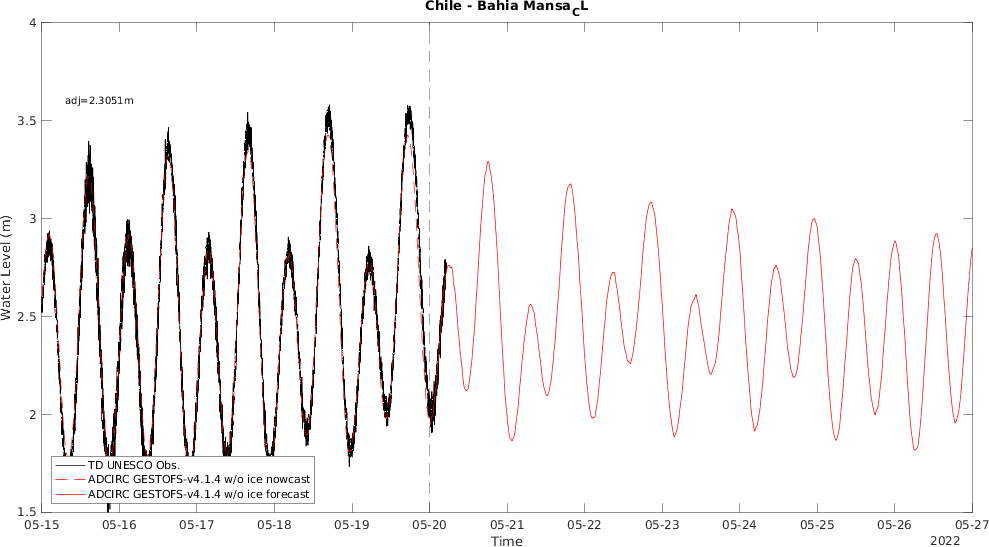 Chile - Bahia Mansa_CL
4
adj=2.3051m
3.5
3
Water Level (m)
2.5
2
TD UNESCO Obs.
ADCIRC GESTOFS-v4.1.4 w/o ice nowcast
ADCIRC GESTOFS-v4.1.4 w/o ice forecast
1.5
05-15 05-16 05-17 05-18 05-19 05-20 05-21 05-22 05-23 05-24 05-25 05-26 05-27
Time
2022